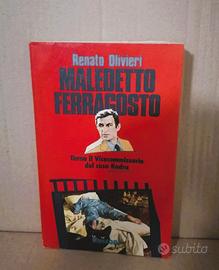 Renato Olivieri
MALEDETTO
FERRAGOSTO
Torna il Vicecommissario
del caso Kodra
subito